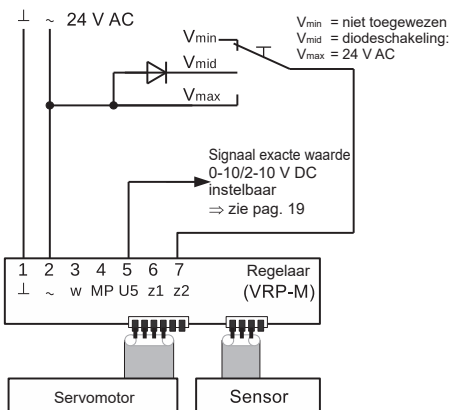 ⊥ ~ 24 V AC
Vmin = niet toegewezen
Vmid = diodeschakeling:
Vmax = 24 V AC
Vmin
Vmid
Vmax
Signaal exacte waarde
0-10/2-10 V DC
instelbaar
⇒ zie pag. 19
1 2 3 4 5 6 7
⊥ ~ w MP U5 z1 z2
Regelaar
(VRP-M)
Servomotor
Sensor